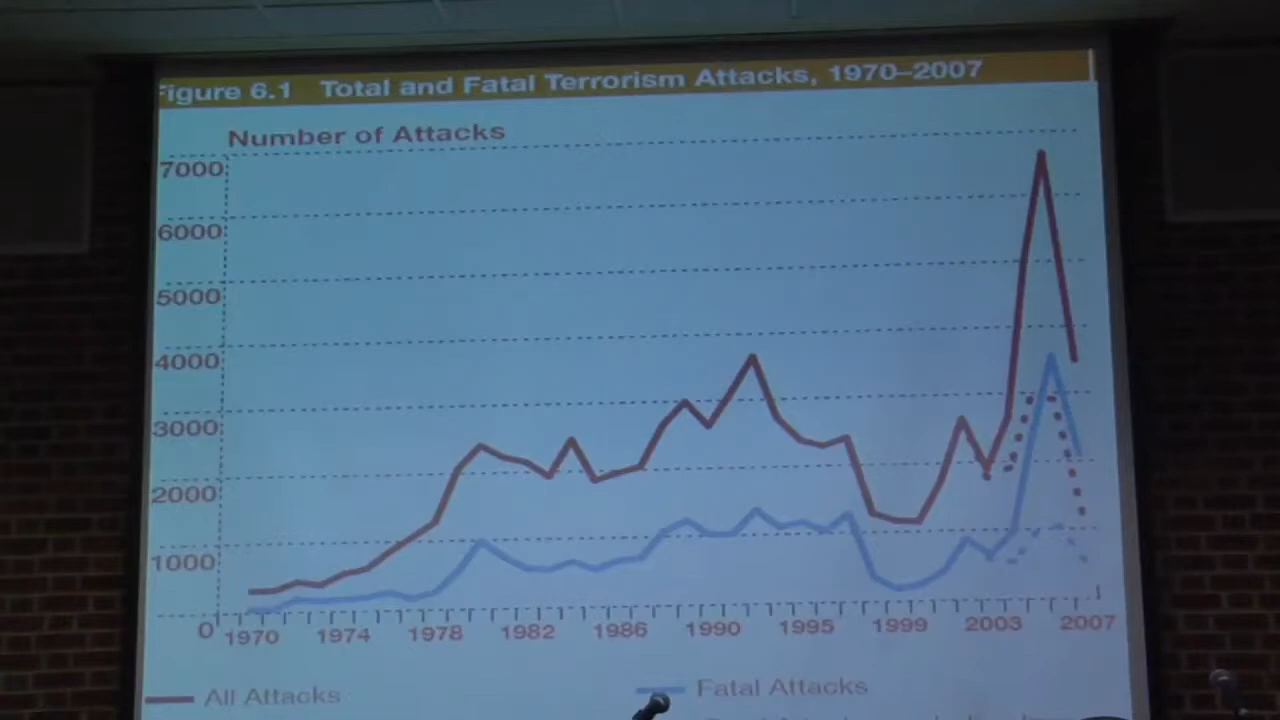 Figure 6.1 Total and Fatal Terrorism Attacks, 1970–2007
Number of Attacks
7000
6000
5000
4000
3000
2000
1000
0
1970 1974 1978 1982 1986 1990 1995 1999 2003 2007
All Attacks Fatal Attacks